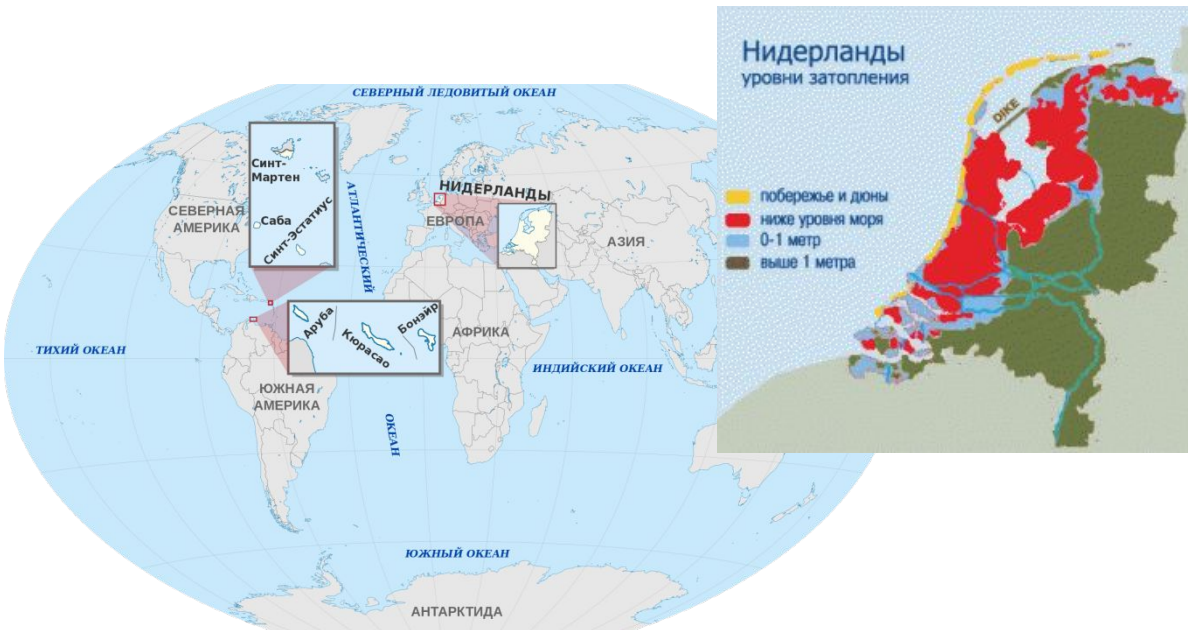 Нидерланды
уровни затопления
DIKE
побережье и дюны
ниже уровня моря
0-1 метр
выше 1 метра
СЕВЕРНЫЙ ЛЕДОВИТЫЙ ОКЕАН
Синт-
Мартен
Саба
Синт-Эстатиус
СЕВЕРНАЯ
АМЕРИКА
АТЛАНТИЧЕСКИЙ
НИДЕРЛАНДЫ
ЕВРОПА
АЗИЯ
Аруба
Кюрасао
Бонэйр
АФРИКА
ТИХИЙ ОКЕАН
ИНДИЙСКИЙ ОКЕАН
ЮЖНАЯ
АМЕРИКА
ОКЕАН
ЮЖНЫЙ ОКЕАН
АНТАРКТИДА